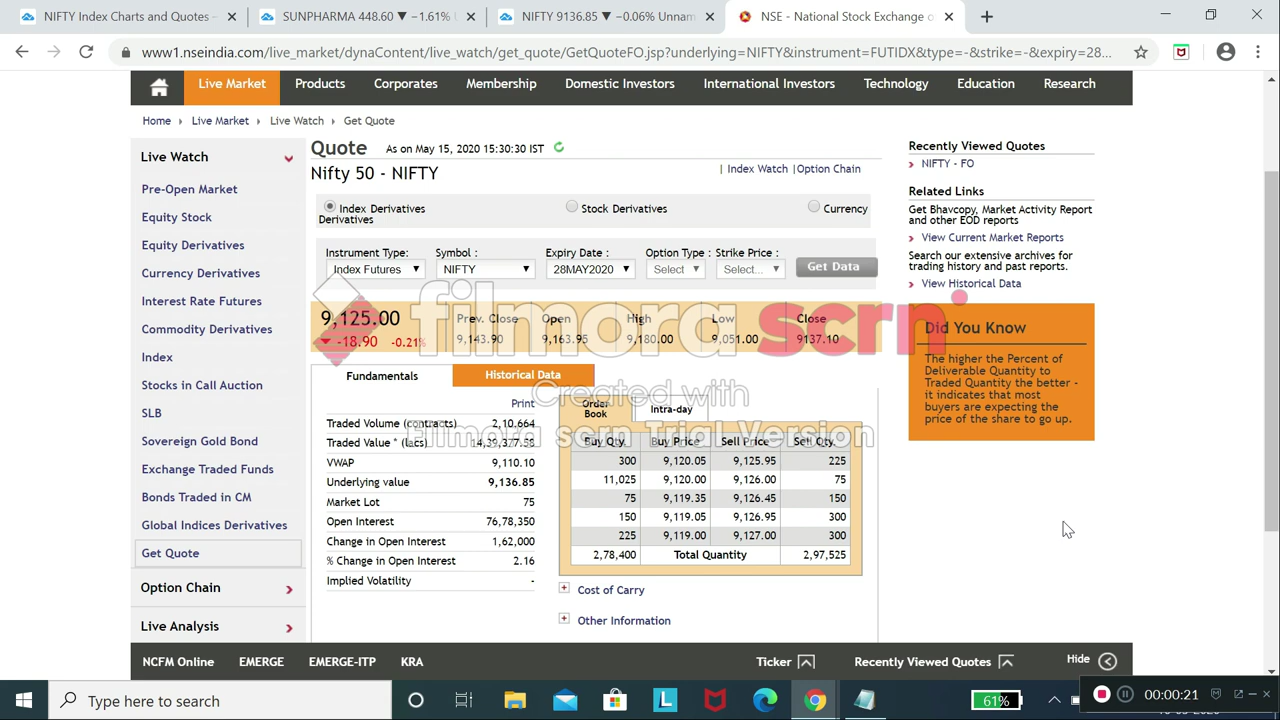 NIFTY Index Charts and Quotes –
SUNPHARMA 448.60 ▼ −1.61% U
NIFTY 9136.85 ▼ −0.06% Unnam
NSE - National Stock Exchange o
www1.nseindia.com/live_market/dynaContent/live_watch/get_quote/GetQuoteFO.jsp?underlying=NIFTY&instrument=FUTIDX&type=-&strike=-&expiry=28...
Live Market Products Corporates Membership Domestic Investors International Investors Technology Education Research
Home Live Market Live Watch Get Quote
Live Watch
Pre-Open Market
Equity Stock
Equity Derivatives
Currency Derivatives
Interest Rate Futures
Commodity Derivatives
Index
Stocks in Call Auction
SLB
Sovereign Gold Bond
Exchange Traded Funds
Bonds Traded in CM
Global Indices Derivatives
Get Quote
Option Chain
Live Analysis
Quote As on May 15, 2020 15:30:30 IST
Nifty 50 - NIFTY
| Index Watch |Option Chain
Index Derivatives Stock Derivatives Currency
Derivatives
Instrument Type: Symbol : Expiry Date : Option Type : Strike Price :
Index Futures NIFTY 28MAY2020 Select Select... Get Data
9,125.00 Prev. Close Open High Low Close
-18.90 -0.21% 9,143.90 9,163.95 9,180.00 9,051.00 9137.10
filmora scrn
Created with
Filmora scrn Trial Version
Fundamentals Historical Data
Print
Traded Volume (contracts) 2,10,664
Traded Value * (lacs) 14,39,377.58
VWAP 9,110.10
Underlying value 9,136.85
Market Lot 75
Open Interest 76,78,350
Change in Open Interest 1,62,000
% Change in Open Interest 2.16
Implied Volatility -
Order
Book
Intra-day
Buy Qty. Buy Price Sell Price Sell Qty.
300 9,120.05 9,125.95 225
11,025 9,120.00 9,126.00 75
75 9,119.35 9,126.45 150
150 9,119.05 9,126.95 300
225 9,119.00 9,127.00 300
2,78,400 Total Quantity 2,97,525
Cost of Carry
Other Information
Recently Viewed Quotes
NIFTY - FO
Related Links
Get Bhavcopy, Market Activity Report
and other EOD reports
View Current Market Reports
Search our extensive archives for
trading history and past reports.
View Historical Data
Did You Know
The higher the Percent of
Deliverable Quantity to
Traded Quantity the better -
it indicates that most
buyers are expecting the
price of the share to go up.
NCFM Online EMERGE EMERGE-ITP KRA Ticker Recently Viewed Quotes Hide
Type here to search
61%
00:00:21